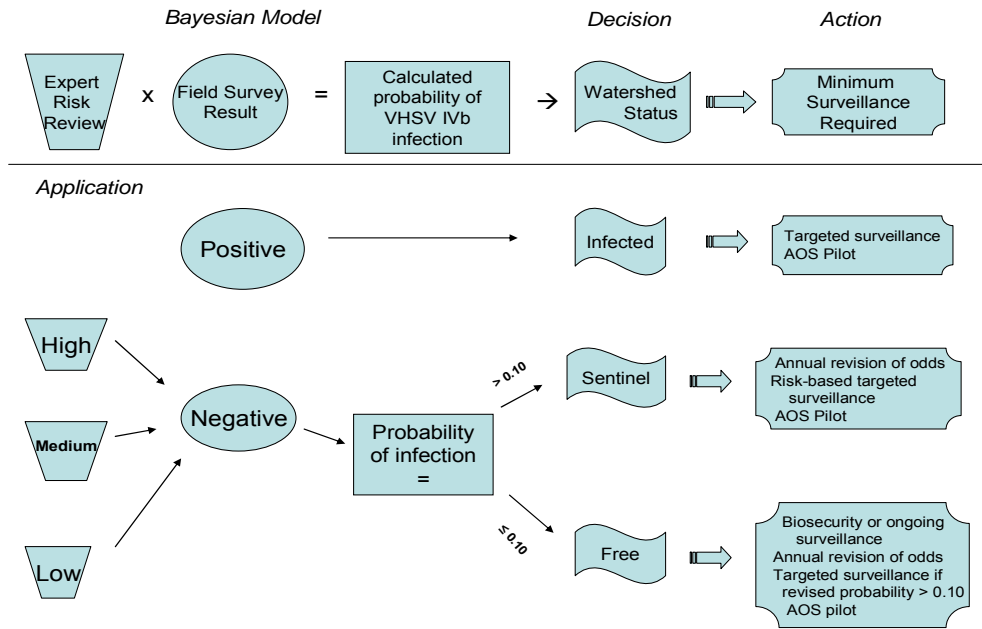 Bayesian Model
Decision
Action
Expert
Risk
Review
x
Field Survey
Result
=
Calculated
probability of
VHSV IVb
infection
→
Watershed
Status
Minimum
Surveillance
Required
Application
Positive
Infected
Targeted surveillance
AOS Pilot
High
Medium
Low
Negative
Probability
of infection
=
> 0.10
≤ 0.10
Sentinel
Annual revision of odds
Risk-based targeted
surveillance
AOS Pilot
Free
Biosecurity or ongoing
surveillance
Annual revision of odds
Targeted surveillance if
revised probability > 0.10
AOS pilot